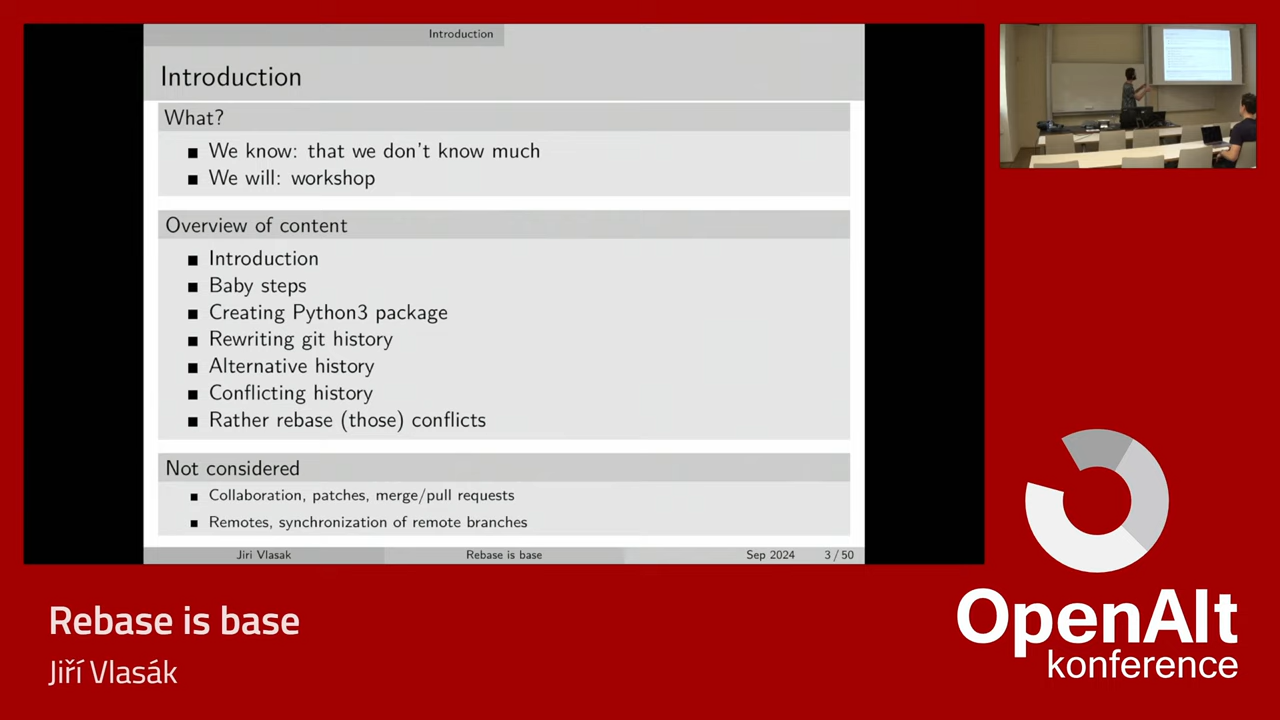 Introduction
Introduction
What?
We know: that we don't know much
We will: workshop
Overview of content
Introduction
Baby steps
Creating Python3 package
Rewriting git history
Alternative history
Conflicting history
Rather rebase (those) conflicts
Not considered
Collaboration, patches, merge/pull requests
Remotes, synchronization of remote branches
Jiri Vlasak Rebase is base Sep 2024 3 / 50
Rebase is base
Jiří Vlasák
OpenAlt
konference